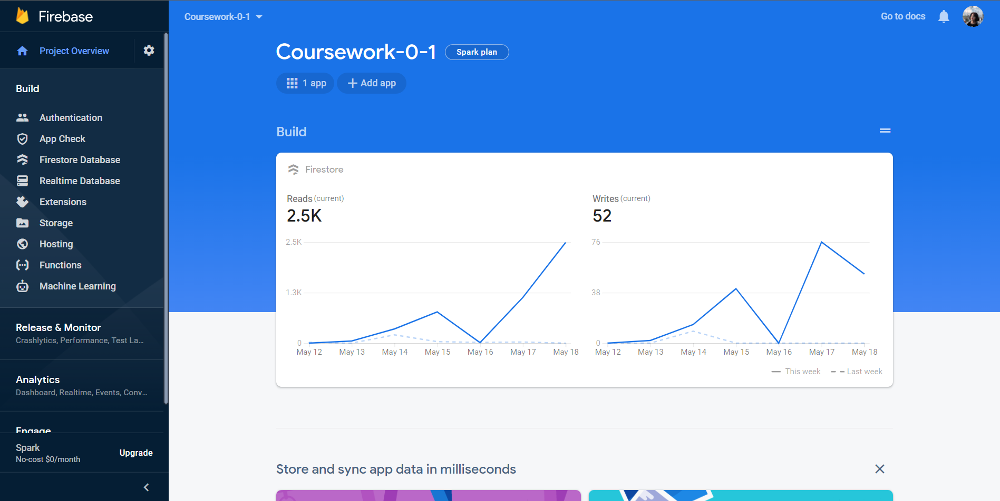 Firebase
Coursework-0-1
Go to docs
Project Overview
Coursework-0-1
Spark plan
1 app
Add app
Build
Authentication
App Check
Firestore Database
Realtime Database
Extensions
Storage
Hosting
Functions
Machine Learning
Release & Monitor
Crashlytics, Performance, Test La...
Analytics
Dashboard, Realtime, Events, Conv...
Engage
Spark
No-cost $0/month
Upgrade
Build
Firestore
Reads (current)
2.5K
2.5K
1.3K
0
May 12 May 13 May 14 May 15 May 16 May 17 May 18
Writes (current)
52
76
38
0
May 12 May 13 May 14 May 15 May 16 May 17 May 18
This week Last week
Store and sync app data in milliseconds